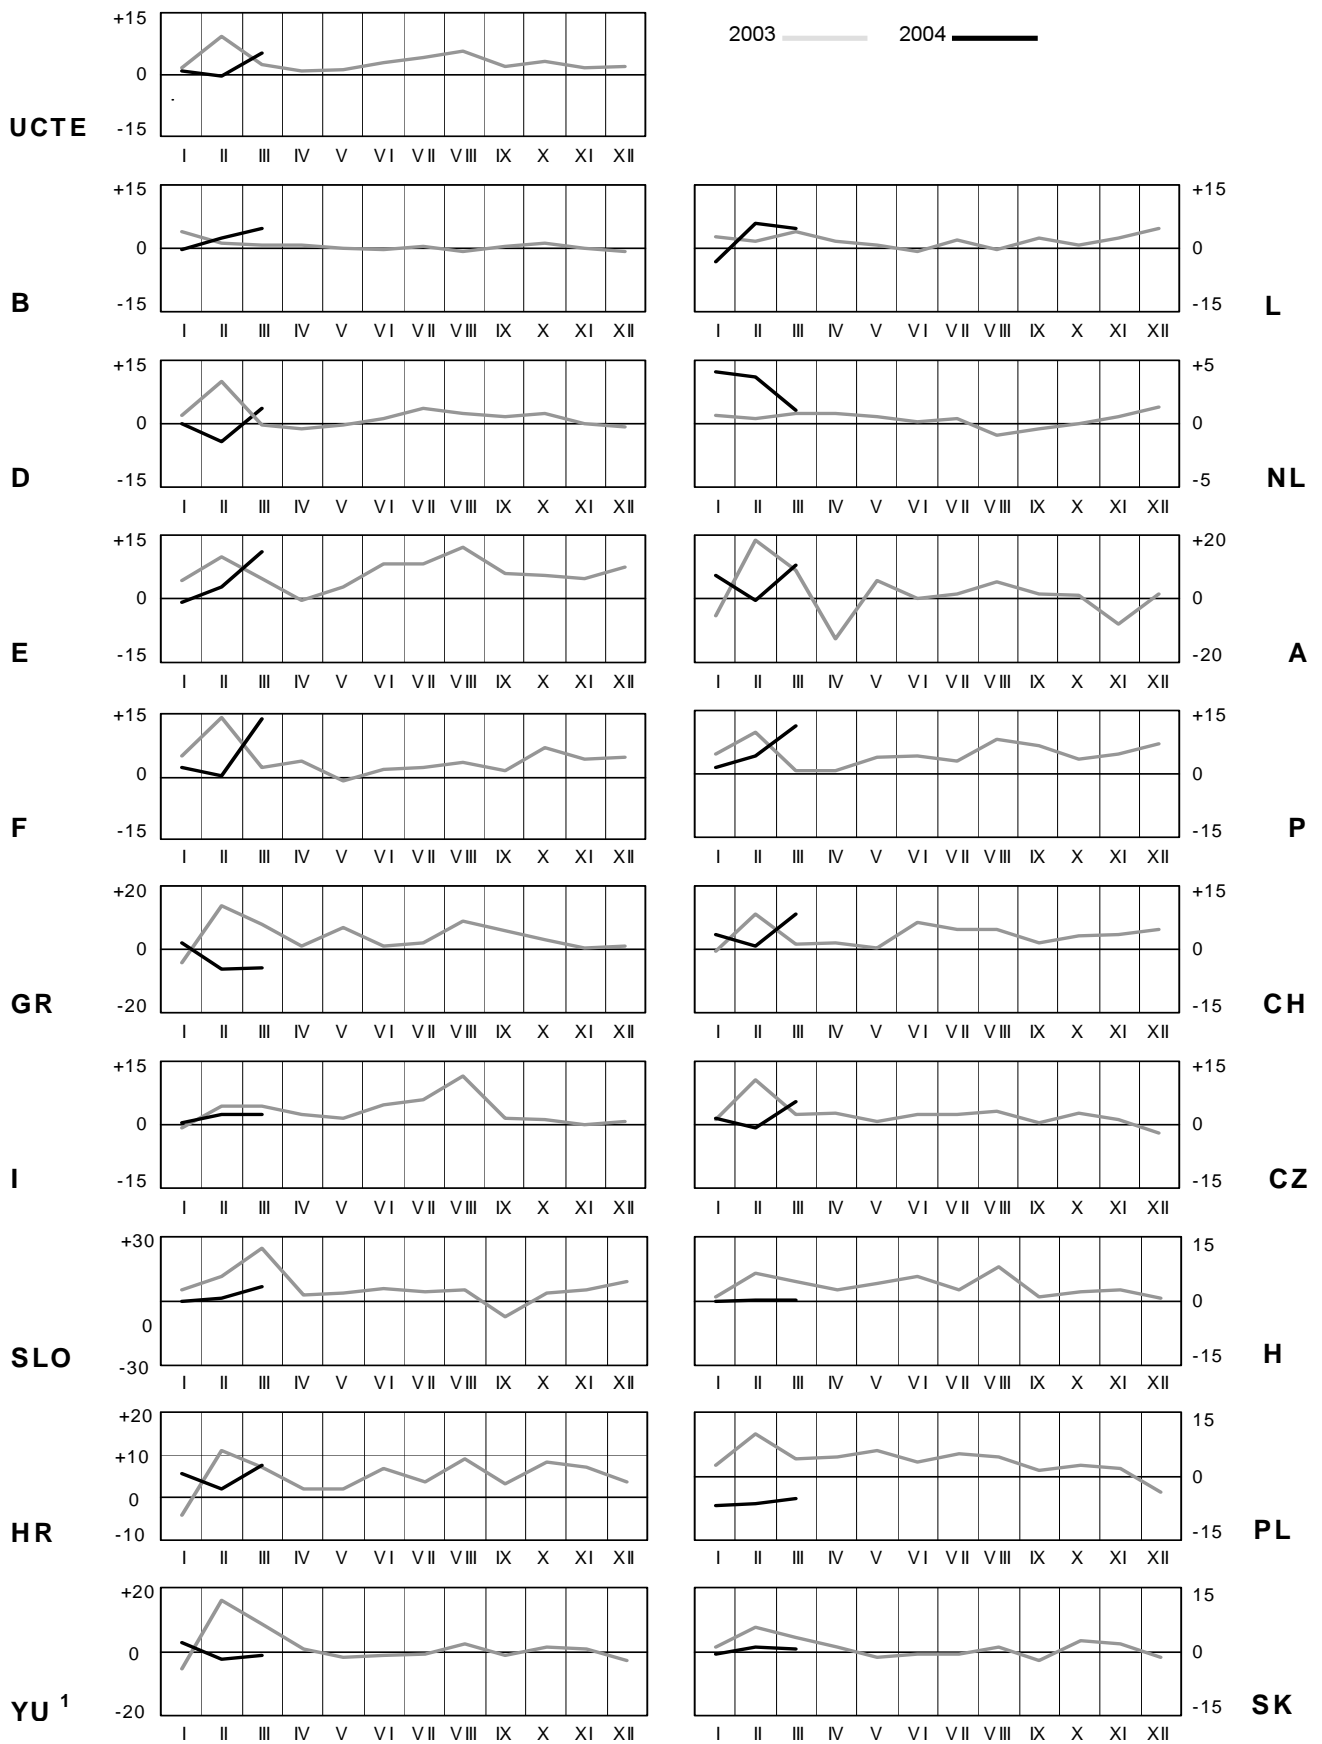 +15 2003 2004
0
UCTE -15
I II III IV V VI VII VIII IX X XI XII
+15 +15
0 0
B -15 -15 L
I II III IV V VI VII VIII IX X XI XII I II III IV V VI VII VIII IX X XI XII
+15 +5
0 0
D -15 -5 NL
I II III IV V VI VII VIII IX X XI XII I II III IV V VI VII VIII IX X XI XII
+15 +20
0 0
E -15 -20 A
I II III IV V VI VII VIII IX X XI XII I II III IV V VI VII VIII IX X XI XII
+15 +15
0 0
F -15 -15 P
I II III IV V VI VII VIII IX X XI XII I II III IV V VI VII VIII IX X XI XII
+20 +15
0 0
GR -20 -15 CH
I II III IV V VI VII VIII IX X XI XII I II III IV V VI VII VIII IX X XI XII
+15 +15
0 0
I -15 -15 CZ
I II III IV V VI VII VIII IX X XI XII I II III IV V VI VII VIII IX X XI XII
+30 15
0 0
SLO -30 -15 H
I II III IV V VI VII VIII IX X XI XII I II III IV V VI VII VIII IX X XI XII
+20 15
+10
0 0
HR -10 -15 PL
I II III IV V VI VII VIII IX X XI XII I II III IV V VI VII VIII IX X XI XII
+20 15
0 0
YU 1 -20 -15 SK
I II III IV V VI VII VIII IX X XI XII I II III IV V VI VII VIII IX X XI XII